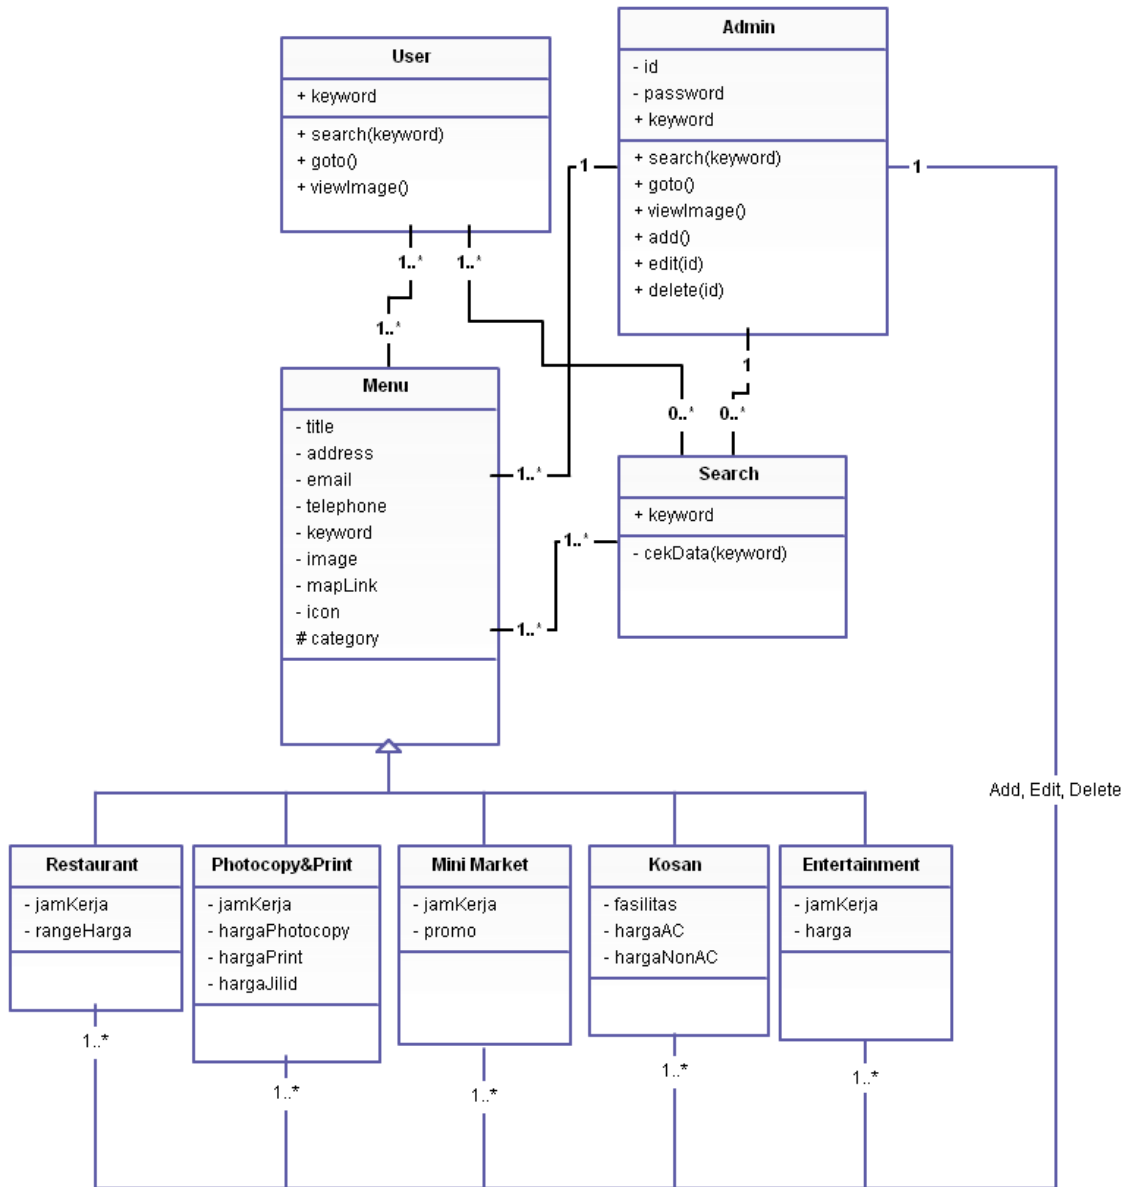 User
+ keyword
+ search(keyword)
+ goto()
+ viewImage()
Admin
- id
- password
+ keyword
+ search(keyword)
+ goto()
+ viewImage()
+ add()
+ edit(id)
+ delete(id)
1
1
1..*
1..*
1..*
1
0..*
0..*
Menu
- title
- address
- email
- telephone
- keyword
- image
- mapLink
- icon
# category
1..*
1..*
1..*
Search
+ keyword
- cekData(keyword)
Add, Edit, Delete
Restaurant
- jamKerja
- rangeHarga
Photocopy&Print
- jamKerja
- hargaPhotocopy
- hargaPrint
- hargaJilid
Mini Market
- jamKerja
- promo
Kosan
- fasilitas
- hargaAC
- hargaNonAC
Entertainment
- jamKerja
- harga
1..*
1..*
1..*
1..*
1..*